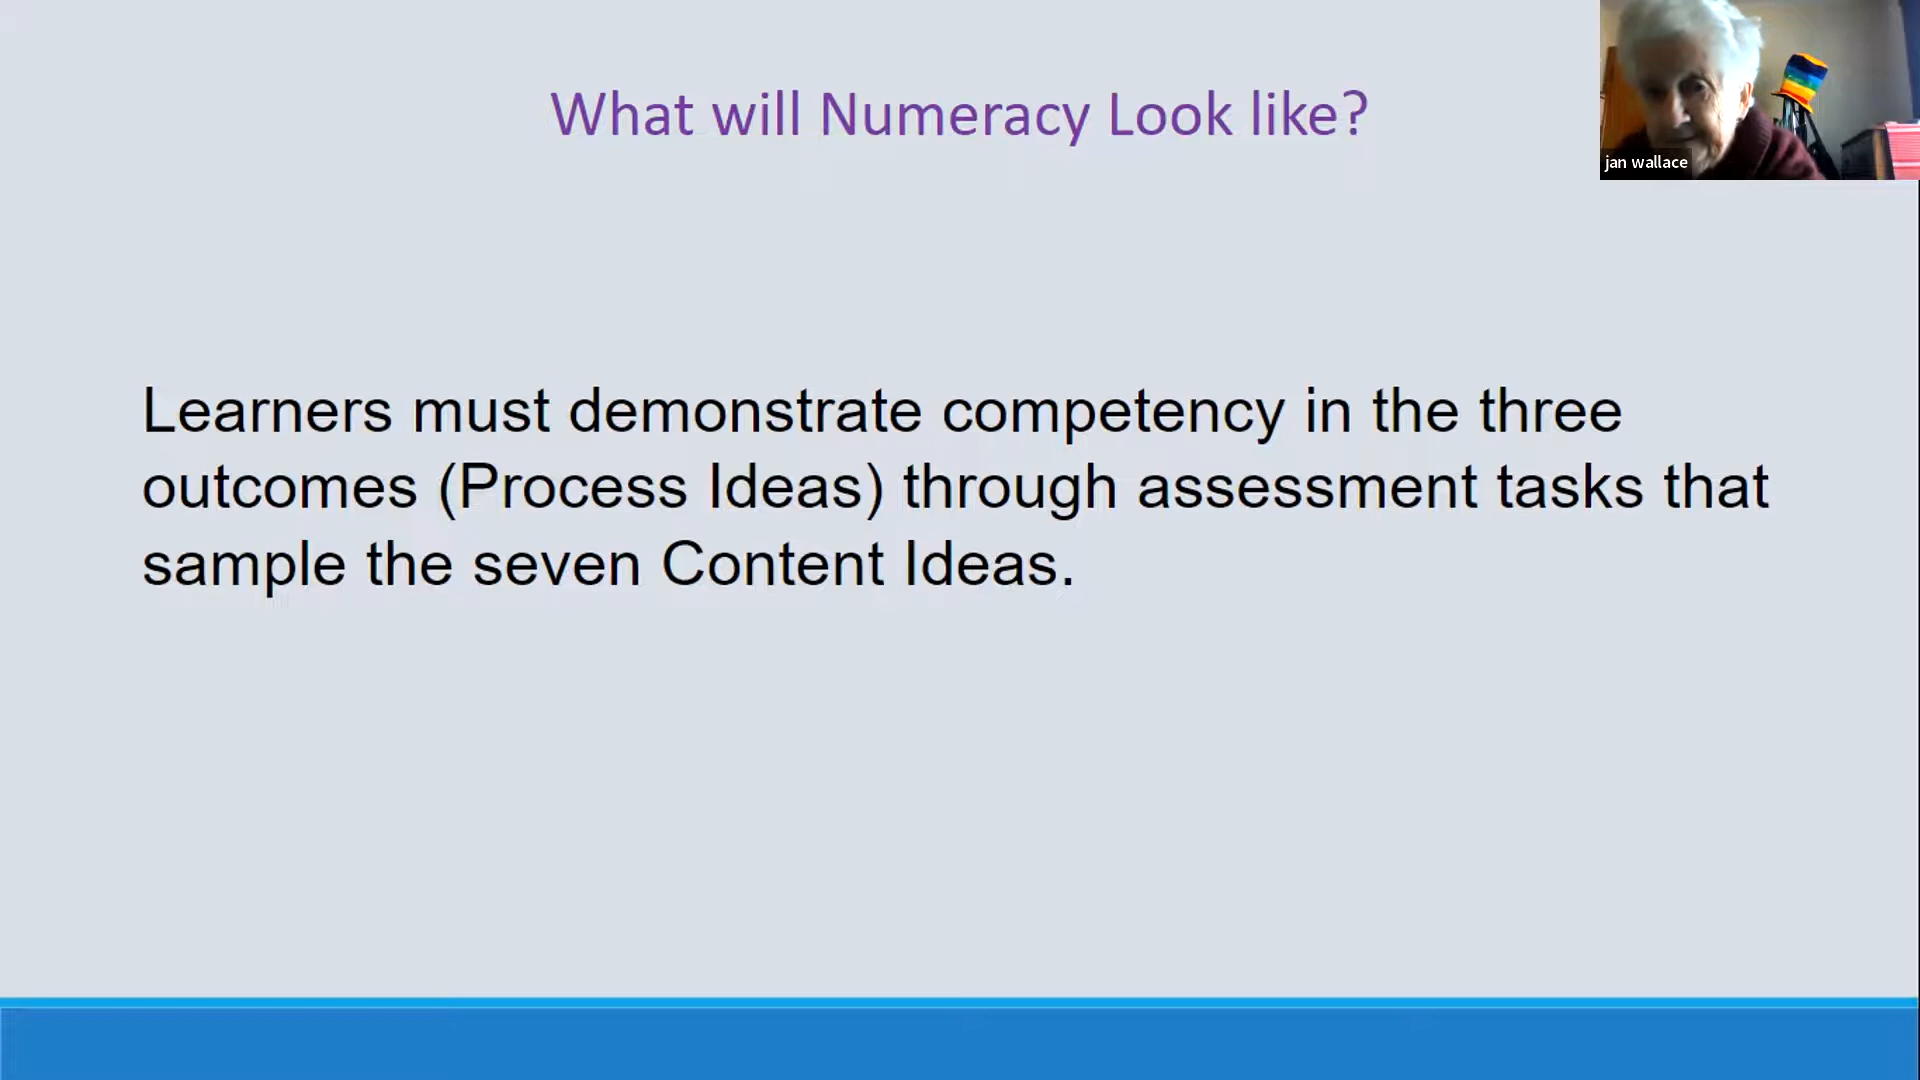 What will Numeracy Look like?
jan wallace
Learners must demonstrate competency in the three
outcomes (Process Ideas) through assessment tasks that
sample the seven Content Ideas.